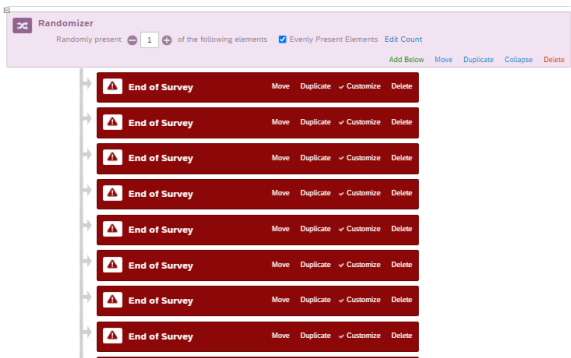 Randomizer
Randomly present 1 of the following elements Evenly Present Elements Edit Count
Add Below Move Duplicate Collapse Delete
End of Survey Move Duplicate Customize Delete
End of Survey Move Duplicate Customize Delete
End of Survey Move Duplicate Customize Delete
End of Survey Move Duplicate Customize Delete
End of Survey Move Duplicate Customize Delete
End of Survey Move Duplicate Customize Delete
End of Survey Move Duplicate Customize Delete
End of Survey Move Duplicate Customize Delete